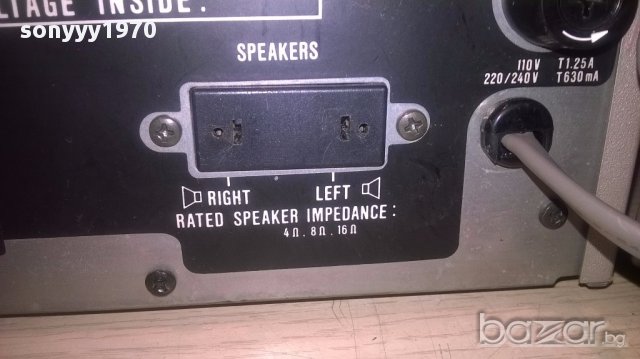 LTAGE INSIDE.
sonyyy1970
SPEAKERS
110V T1.25A
220/240V T630mA
RIGHT LEFT
RATED SPEAKER IMPEDANCE:
4Ω. 8Ω. 16Ω
bazar.bg